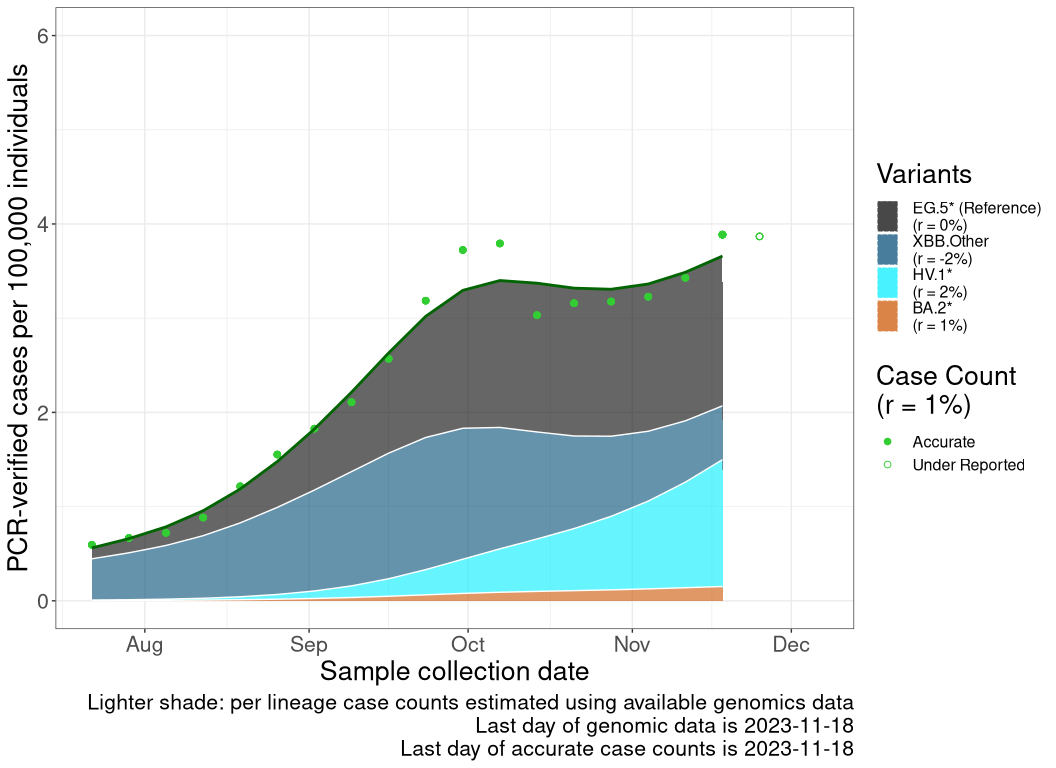 PCR-verified cases per 100,000 individuals
6
4
2
0
Aug Sep Oct Nov Dec
Sample collection date
Lighter shade: per lineage case counts estimated using available genomics data
Last day of genomic data is 2023-11-18
Last day of accurate case counts is 2023-11-18
Variants
EG.5* (Reference)
(r = 0%)
XBB.Other
(r = -2%)
HV.1*
(r = 2%)
BA.2*
(r = 1%)
Case Count
(r = 1%)
Accurate
Under Reported